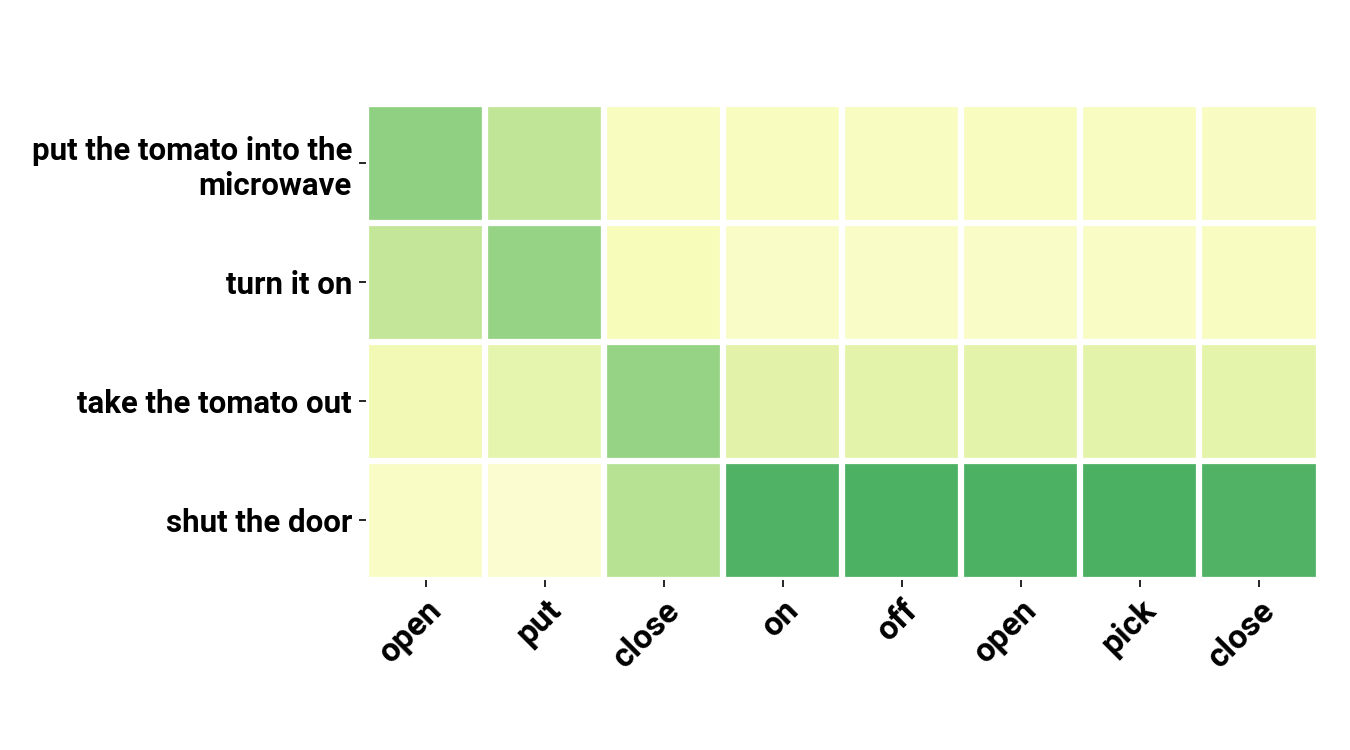 put the tomato into the
microwave
turn it on
take the tomato out
shut the door
open
put
close
on
off
open
pick
close